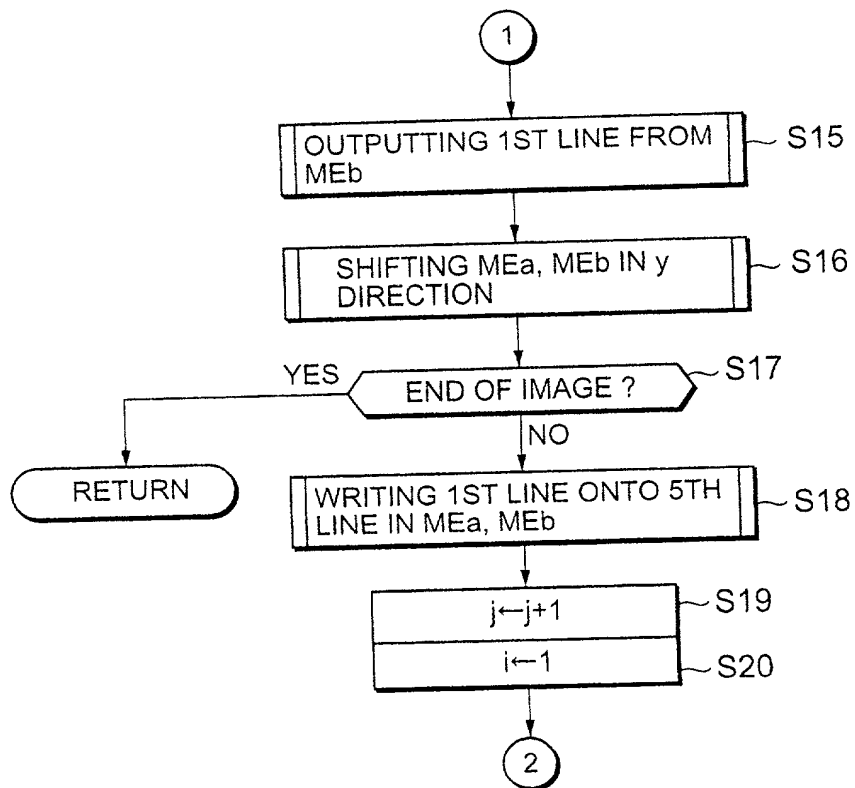 1
OUTPUTTING 1ST LINE FROM
MEb
S15
SHIFTING MEa, MEb IN y
DIRECTION
S16
YES
END OF IMAGE ?
S17
NO
RETURN
WRITING 1ST LINE ONTO 5TH
LINE IN MEa, MEb
S18
j←j+1
S19
i←1
S20
2